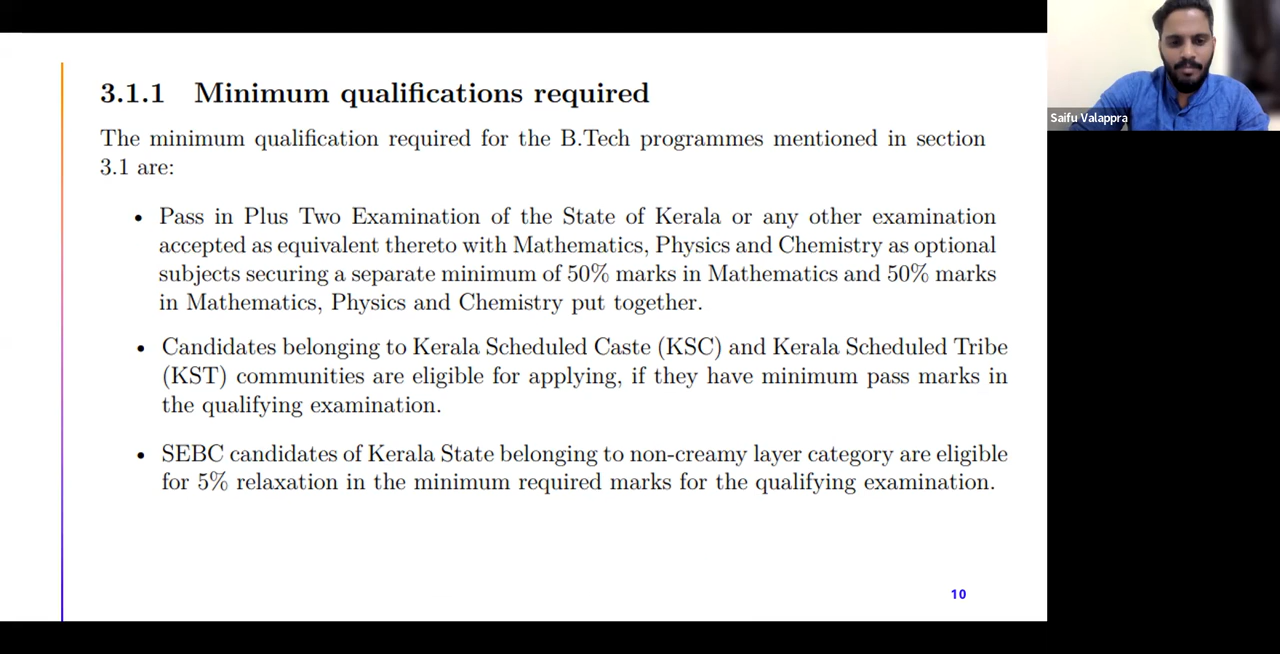 3.1.1 Minimum qualifications required
The minimum qualification required for the B.Tech programmes mentioned in section
3.1 are:
• Pass in Plus Two Examination of the State of Kerala or any other examination
accepted as equivalent thereto with Mathematics, Physics and Chemistry as optional
subjects securing a separate minimum of 50% marks in Mathematics and 50% marks
in Mathematics, Physics and Chemistry put together.
• Candidates belonging to Kerala Scheduled Caste (KSC) and Kerala Scheduled Tribe
(KST) communities are eligible for applying, if they have minimum pass marks in
the qualifying examination.
• SEBC candidates of Kerala State belonging to non-creamy layer category are eligible
for 5% relaxation in the minimum required marks for the qualifying examination.
10
Saifu Valappra